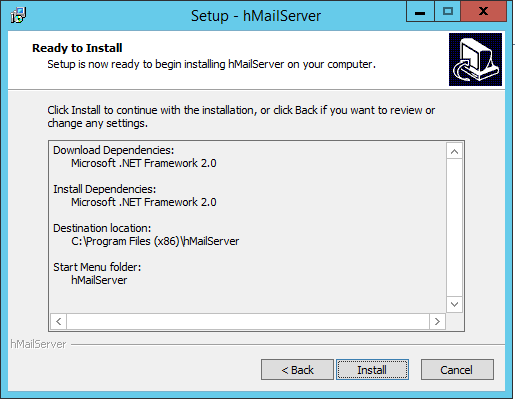 Setup - hMailServer
Ready to Install
Setup is now ready to begin installing hMailServer on your computer.
Click Install to continue with the installation, or click Back if you want to review or
change any settings.
Download Dependencies:
Microsoft .NET Framework 2.0
Install Dependencies:
Microsoft .NET Framework 2.0
Destination location:
C:\Program Files (x86)\hMailServer
Start Menu folder:
hMailServer
hMailServer
< Back
Install
Cancel